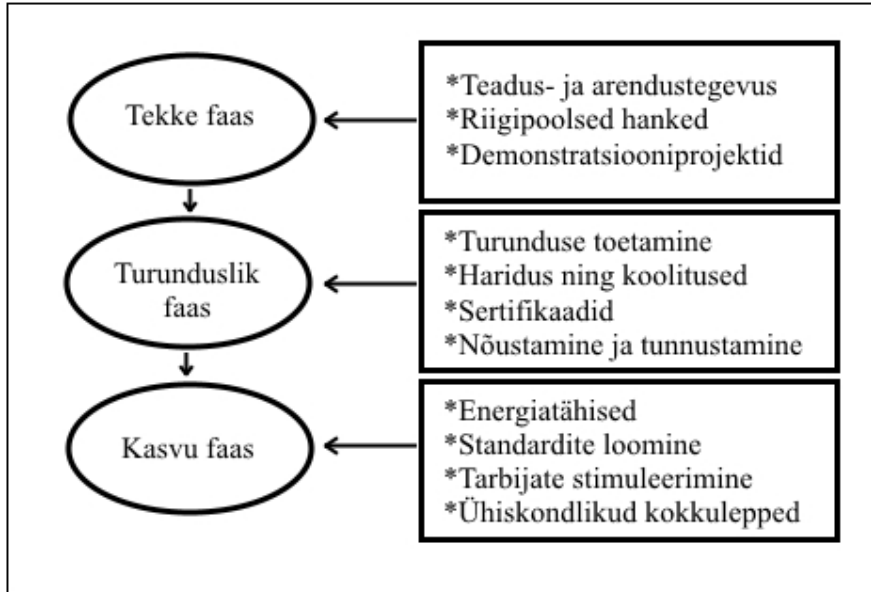 Tekke faas
*Teadus- ja arendustegevus
*Riigipoolsed hanked
*Demonstratsiooniprojektid
Turunduslik
faas
*Turunduse toetamine
*Haridus ning koolitused
*Sertifikaadid
*Nõustamine ja tunnustamine
Kasvu faas
*Energiatähised
*Standardite loomine
*Tarbijate stimuleerimine
*Ühiskondlikud kokkulepped